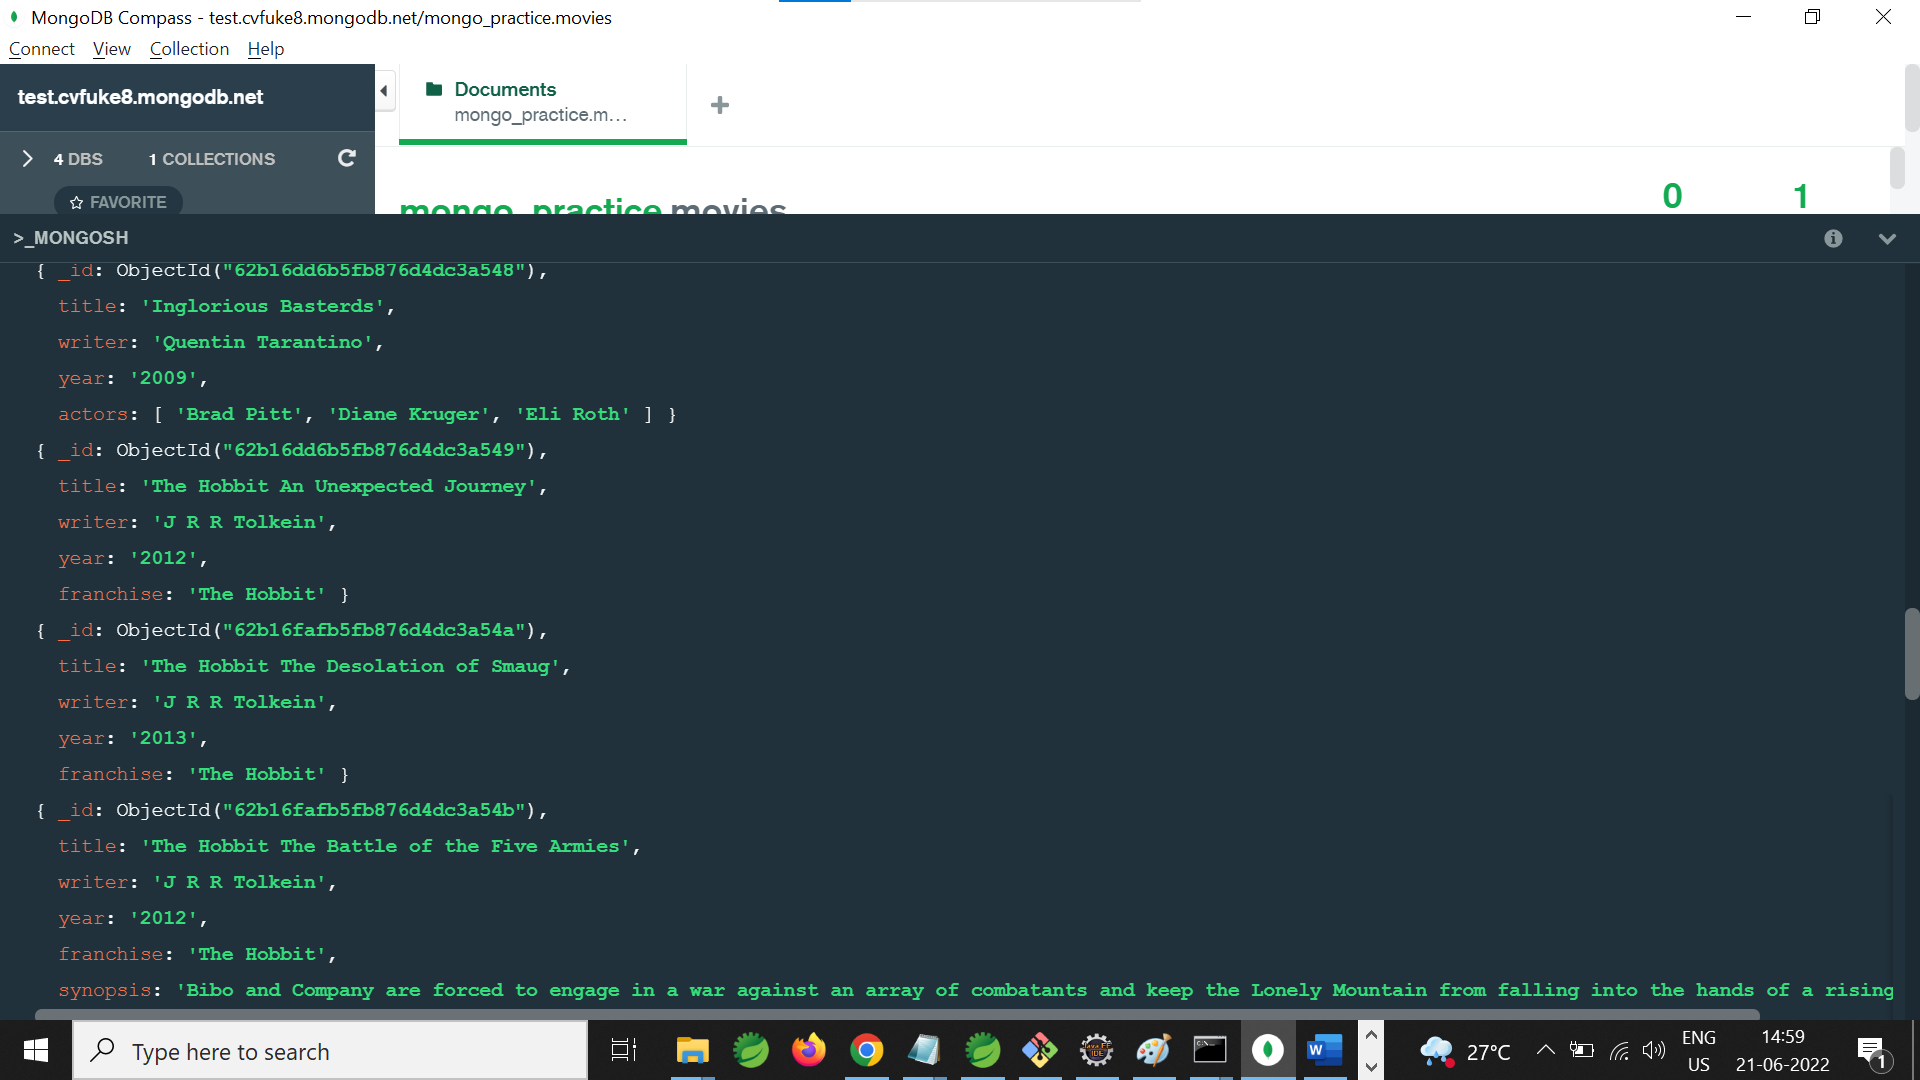 MongoDB Compass - test.cvfuke8.mongodb.net/mongo_practice.movies
Connect View Collection Help
test.cvfuke8.mongodb.net
Documents
mongo_practice.m...
4 DBS 1 COLLECTIONS
FAVORITE
mongo_practice.movies
0 1
>_MONGOSH
{ _id: ObjectId("62b16dd6b5fb876d4dc3a548"),
title: 'Inglorious Basterds',
writer: 'Quentin Tarantino',
year: '2009',
actors: [ 'Brad Pitt', 'Diane Kruger', 'Eli Roth' ] }
{ _id: ObjectId("62b16dd6b5fb876d4dc3a549"),
title: 'The Hobbit An Unexpected Journey',
writer: 'J R R Tolkein',
year: '2012',
franchise: 'The Hobbit' }
{ _id: ObjectId("62b16fafb5fb876d4dc3a54a"),
title: 'The Hobbit The Desolation of Smaug',
writer: 'J R R Tolkein',
year: '2013',
franchise: 'The Hobbit' }
{ _id: ObjectId("62b16fafb5fb876d4dc3a54b"),
title: 'The Hobbit The Battle of the Five Armies',
writer: 'J R R Tolkein',
year: '2012',
franchise: 'The Hobbit',
synopsis: 'Bibo and Company are forced to engage in a war against an array of combatants and keep the Lonely Mountain from falling into the hands of a rising
Type here to search
27°C
ENG
US
14:59
21-06-2022
1